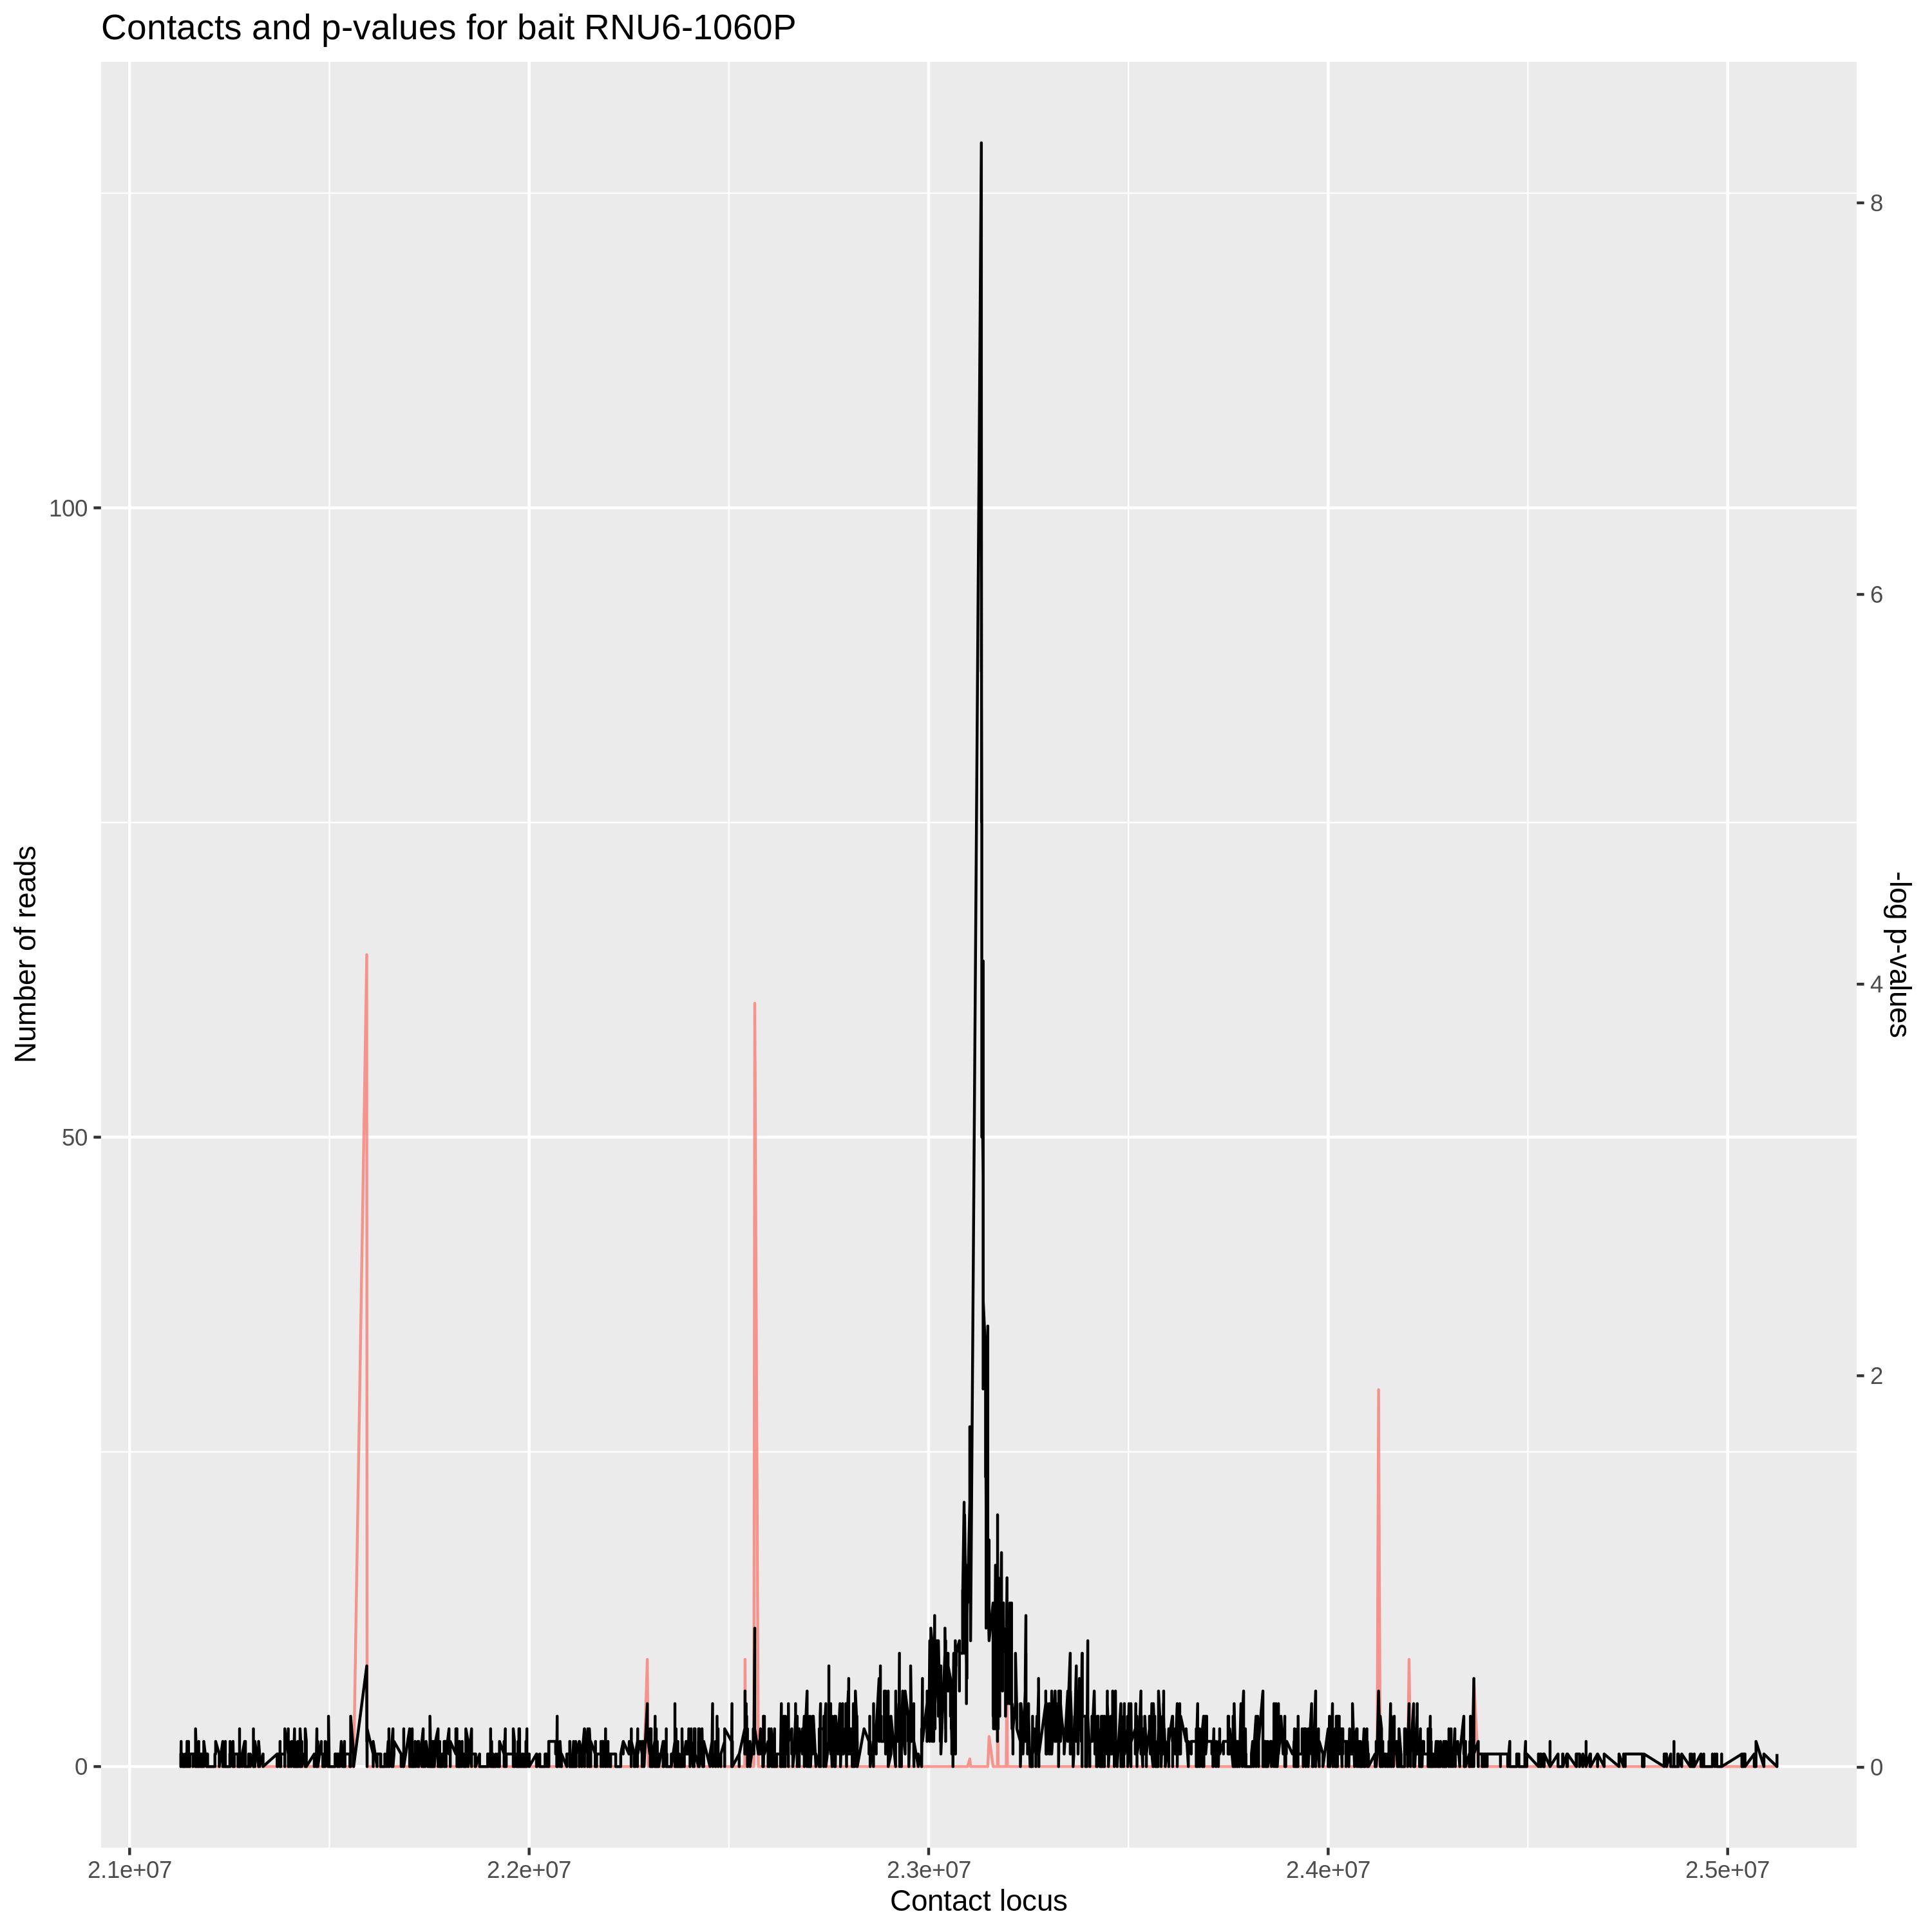 Contacts and p-values for bait RNU6-1060P
100
50
0
Number of reads
8
6
4
2
0
-log p-values
2.1e+07 2.2e+07 2.3e+07 2.4e+07 2.5e+07
Contact locus